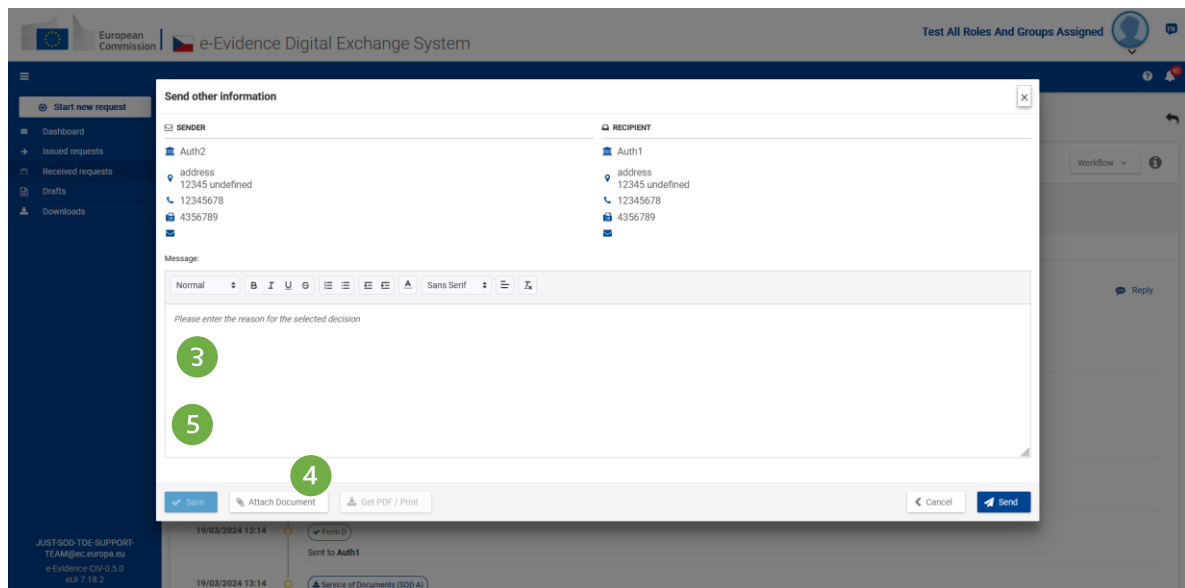 European
Commission
e-Evidence Digital Exchange System
Test All Roles And Groups Assigned
EN
Start new request
Dashboard
Issued requests
Received requests
Drafts
Downloads
Workflow
Reply
Send other information
×
SENDER
RECIPIENT
Auth2
Auth1
address
12345 undefined
address
12345 undefined
12345678
12345678
4356789
4356789
Message:
Normal B I U S A Sans Serif Tx
Please enter the reason for the selected decision
3
5
4
Save
Attach Document
Get PDF / Print
Cancel
Send
19/03/2024 13:14
Form D
Sent to Auth1
19/03/2024 13:14
Service of Documents (SOD A)
JUST-SOD-TOE-SUPPORT-
TEAM@ec.europa.eu
e-Evidence CIV-0.5.0
eUI 7.18.2